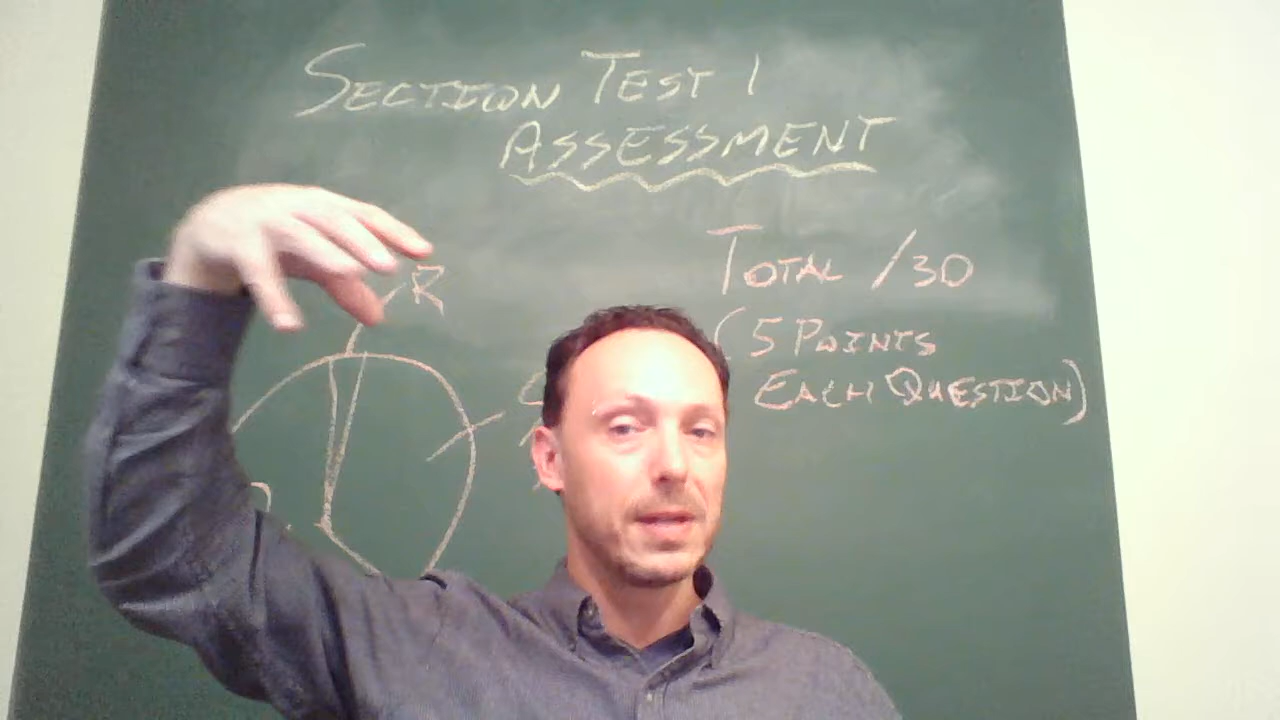 SECTION TEST 1
ASSESSMENT
TOTAL /30
(5 POINTS
EACH QUESTION)
R